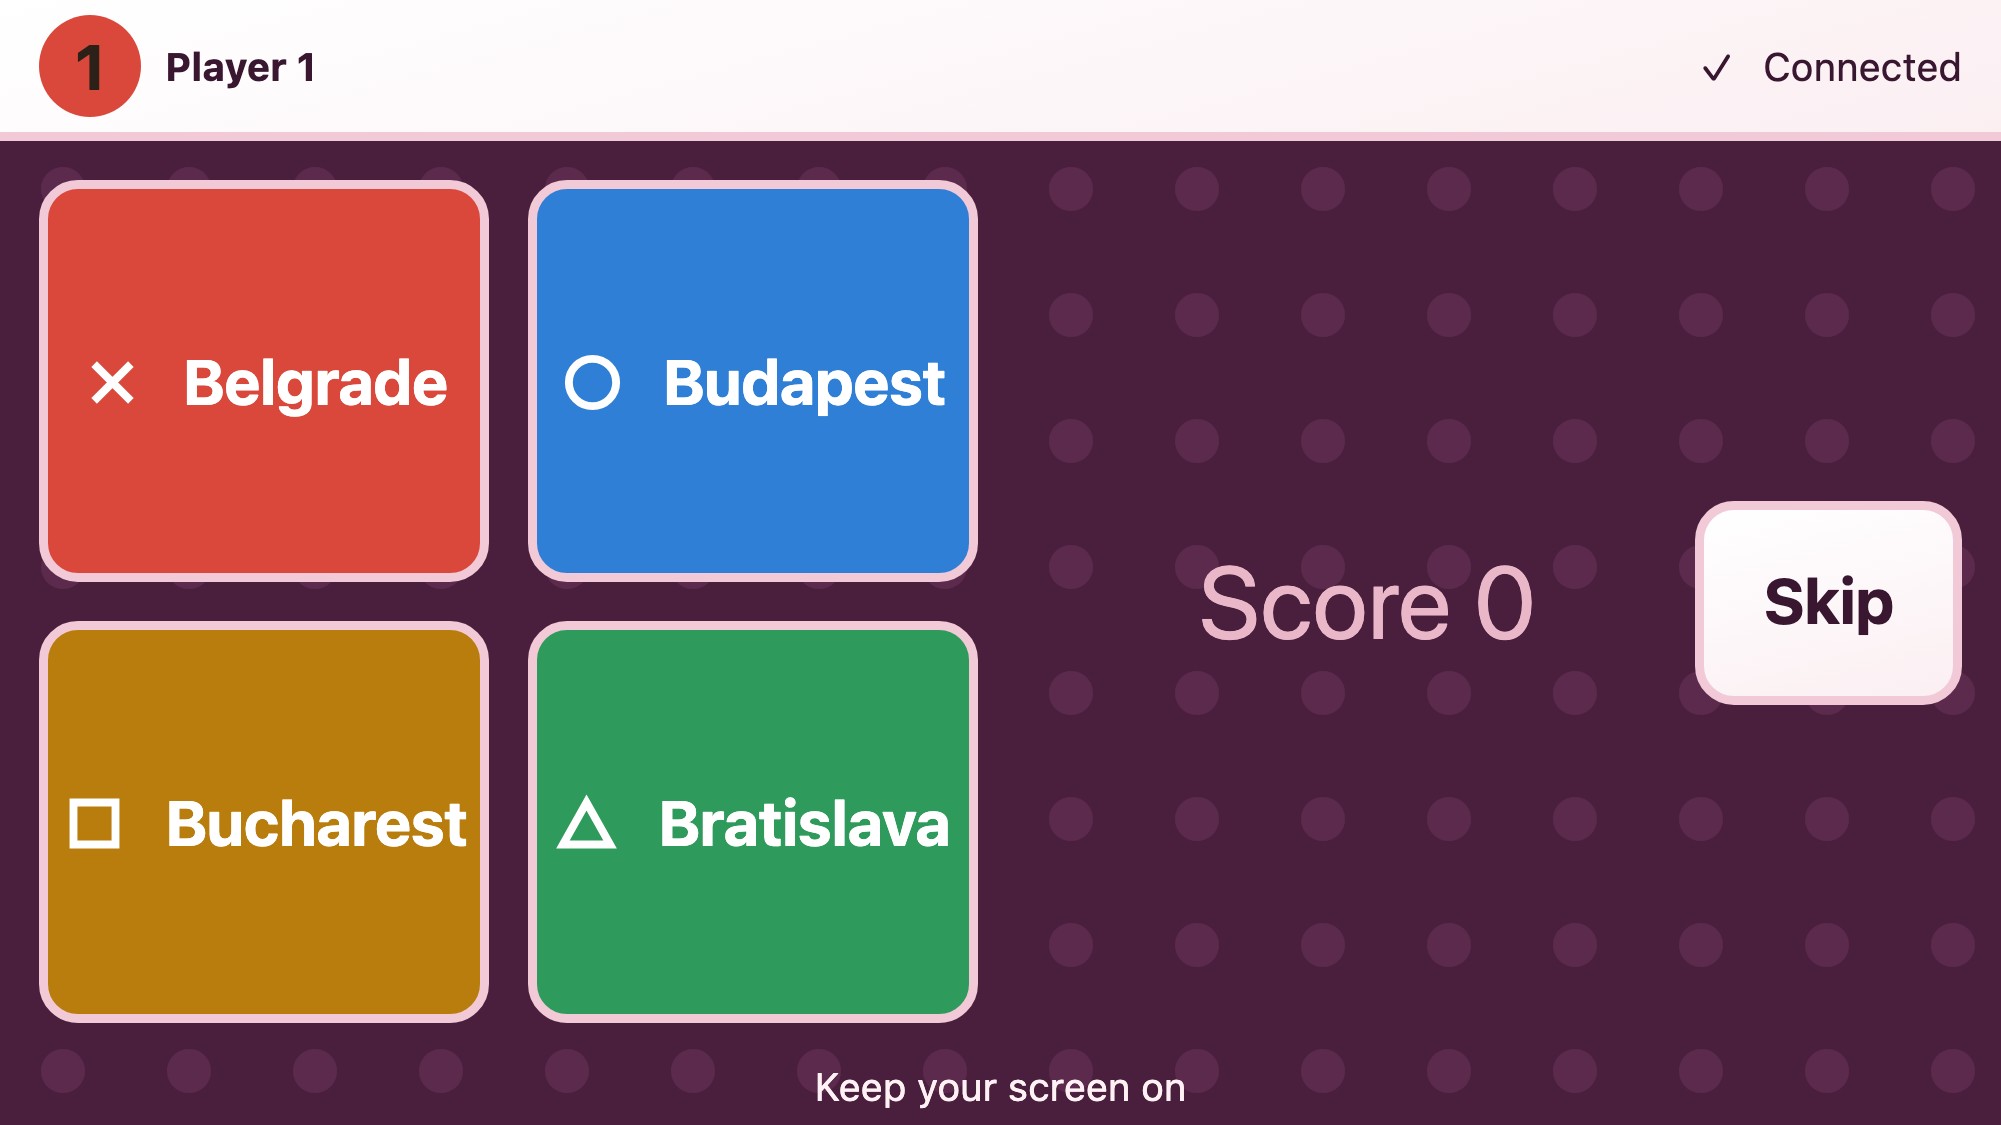 1 Player 1
Connected
Belgrade
Budapest
Bucharest
Bratislava
Score 0
Skip
Keep your screen on